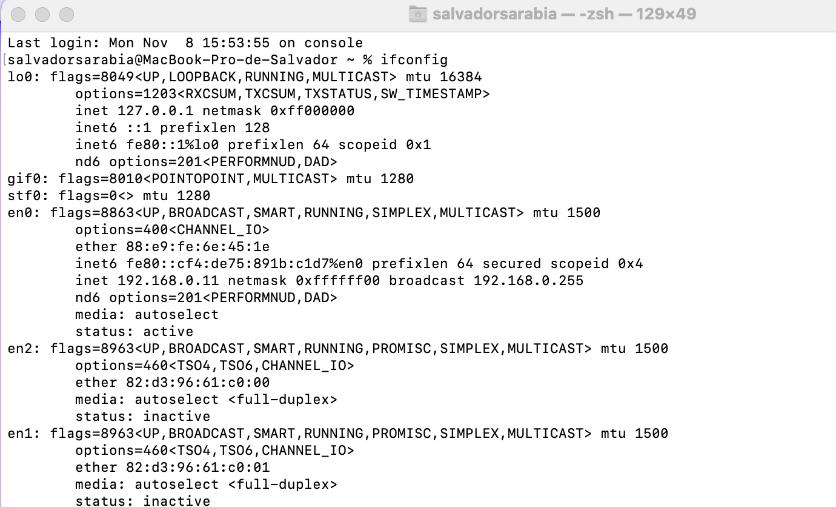 salvadorsarabia — -zsh — 129×49
Last login: Mon Nov  8 15:53:55 on console
[salvadorsarabia@MacBook-Pro-de-Salvador ~ % ifconfig
lo0: flags=8049<UP,LOOPBACK,RUNNING,MULTICAST> mtu 16384
options=1203<RXCSUM,TXCSUM,TXSTATUS,SW_TIMESTAMP>
inet 127.0.0.1 netmask 0xff000000
inet6 ::1 prefixlen 128
inet6 fe80::1%lo0 prefixlen 64 scopeid 0x1
nd6 options=201<PERFORMNUD,DAD>
gif0: flags=8010<POINTOPOINT,MULTICAST> mtu 1280
stf0: flags=0<> mtu 1280
en0: flags=8863<UP,BROADCAST,SMART,RUNNING,SIMPLEX,MULTICAST> mtu 1500
options=400<CHANNEL_IO>
ether 88:e9:fe:6e:45:1e
inet6 fe80::cf4:de75:891b:c1d7%en0 prefixlen 64 secured scopeid 0x4
inet 192.168.0.11 netmask 0xffffff00 broadcast 192.168.0.255
nd6 options=201<PERFORMNUD,DAD>
media: autoselect
status: active
en2: flags=8963<UP,BROADCAST,SMART,RUNNING,PROMISC,SIMPLEX,MULTICAST> mtu 1500
options=460<TSO4,TSO6,CHANNEL_IO>
ether 82:d3:96:61:c0:00
media: autoselect <full-duplex>
status: inactive
en1: flags=8963<UP,BROADCAST,SMART,RUNNING,PROMISC,SIMPLEX,MULTICAST> mtu 1500
options=460<TSO4,TSO6,CHANNEL_IO>
ether 82:d3:96:61:c0:01
media: autoselect <full-duplex>
status: inactive